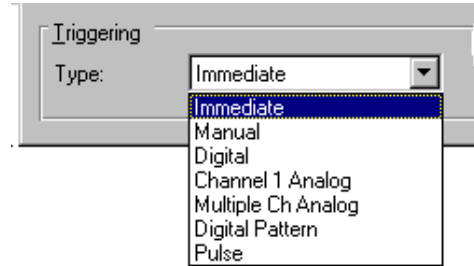 Triggering
Type: Immediate
Immediate
Manual
Digital
Channel 1 Analog
Multiple Ch Analog
Digital Pattern
Pulse